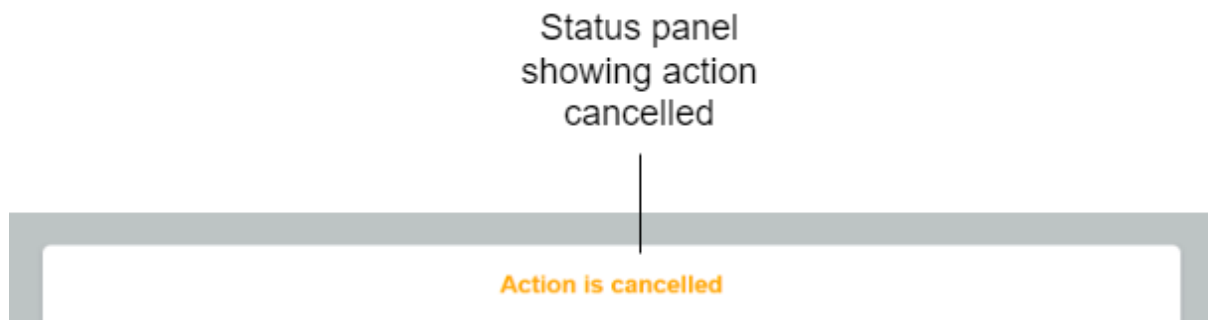 Status panel
showing action
cancelled
Action is cancelled